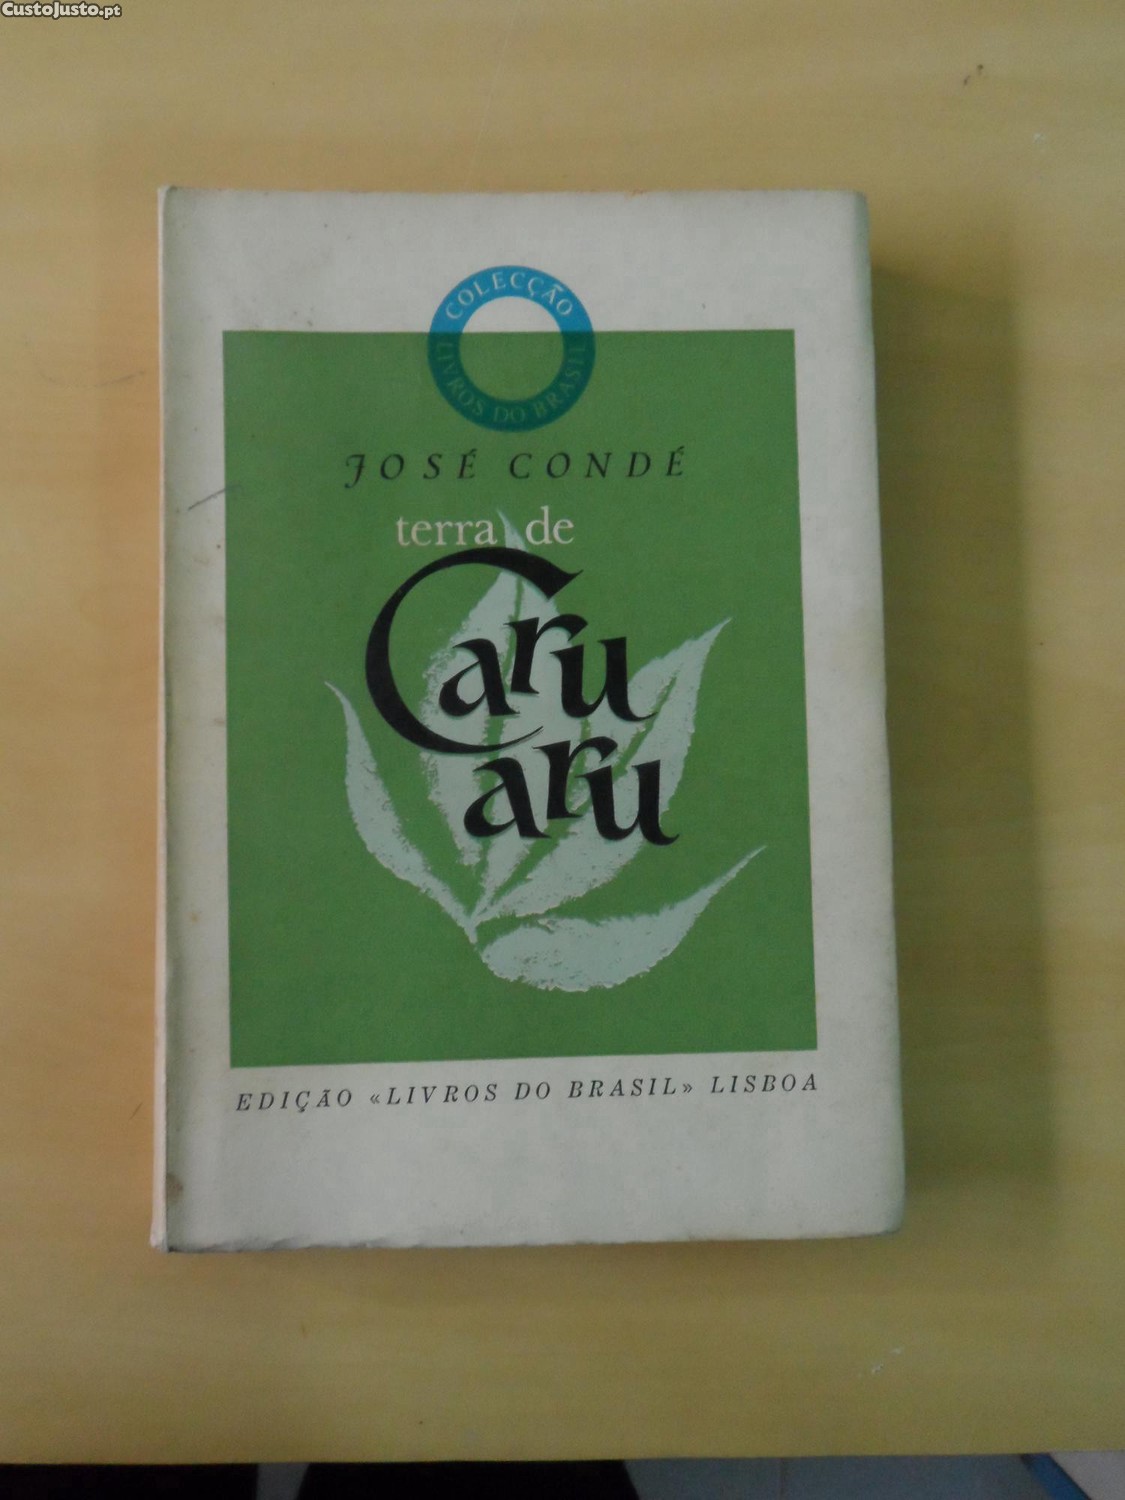 CustoJusto.pt
COLECÇÃO
LIVROS DO BRASIL
JOSÉ CONDÉ
terra de
Caru
aru
EDIÇÃO «LIVROS DO BRASIL» LISBOA